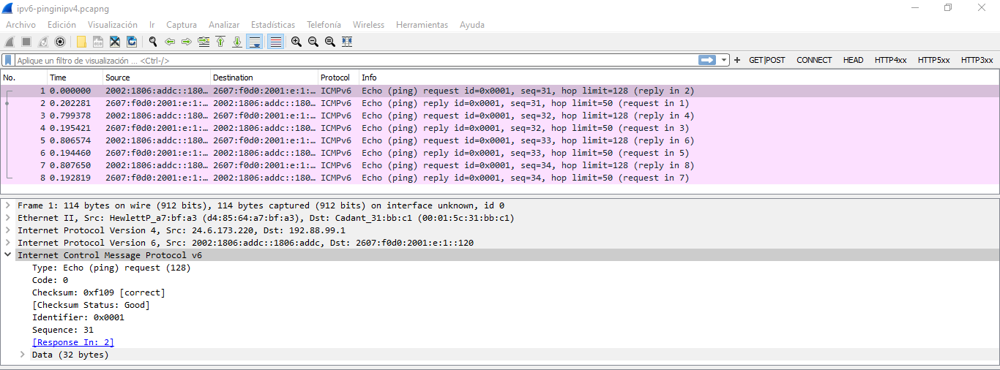 ipv6-pinginipv4.pcapng
Archivo Edición Visualización Ir Captura Analizar Estadísticas Telefonía Wireless Herramientas Ayuda
Aplique un filtro de visualización ... <Ctrl-/> + GET|POST CONNECT HEAD HTTP4xx HTTP5xx HTTP3xx
No. Time Source Destination Protocol Info
1 0.000000 2002:1806:addc::180… 2607:f0d0:2001:e:1:… ICMPv6 Echo (ping) request id=0x0001, seq=31, hop limit=128 (reply in 2)
2 0.202281 2607:f0d0:2001:e:1:… 2002:1806:addc::180… ICMPv6 Echo (ping) reply id=0x0001, seq=31, hop limit=50 (request in 1)
3 0.799378 2002:1806:addc::180… 2607:f0d0:2001:e:1:… ICMPv6 Echo (ping) request id=0x0001, seq=32, hop limit=128 (reply in 4)
4 0.195421 2607:f0d0:2001:e:1:… 2002:1806:addc::180… ICMPv6 Echo (ping) reply id=0x0001, seq=32, hop limit=50 (request in 3)
5 0.806574 2002:1806:addc::180… 2607:f0d0:2001:e:1:… ICMPv6 Echo (ping) request id=0x0001, seq=33, hop limit=128 (reply in 6)
6 0.194460 2607:f0d0:2001:e:1:… 2002:1806:addc::180… ICMPv6 Echo (ping) reply id=0x0001, seq=33, hop limit=50 (request in 5)
7 0.807650 2002:1806:addc::180… 2607:f0d0:2001:e:1:… ICMPv6 Echo (ping) request id=0x0001, seq=34, hop limit=128 (reply in 8)
8 0.192819 2607:f0d0:2001:e:1:… 2002:1806:addc::180… ICMPv6 Echo (ping) reply id=0x0001, seq=34, hop limit=50 (request in 7)
Frame 1: 114 bytes on wire (912 bits), 114 bytes captured (912 bits) on interface unknown, id 0
Ethernet II, Src: HewlettP_a7:bf:a3 (d4:85:64:a7:bf:a3), Dst: Cadant_31:bb:c1 (00:01:5c:31:bb:c1)
Internet Protocol Version 4, Src: 24.6.173.220, Dst: 192.88.99.1
Internet Protocol Version 6, Src: 2002:1806:addc::1806:addc, Dst: 2607:f0d0:2001:e:1::120
Internet Control Message Protocol v6
Type: Echo (ping) request (128)
Code: 0
Checksum: 0xf109 [correct]
[Checksum Status: Good]
Identifier: 0x0001
Sequence: 31
[Response In: 2]
Data (32 bytes)